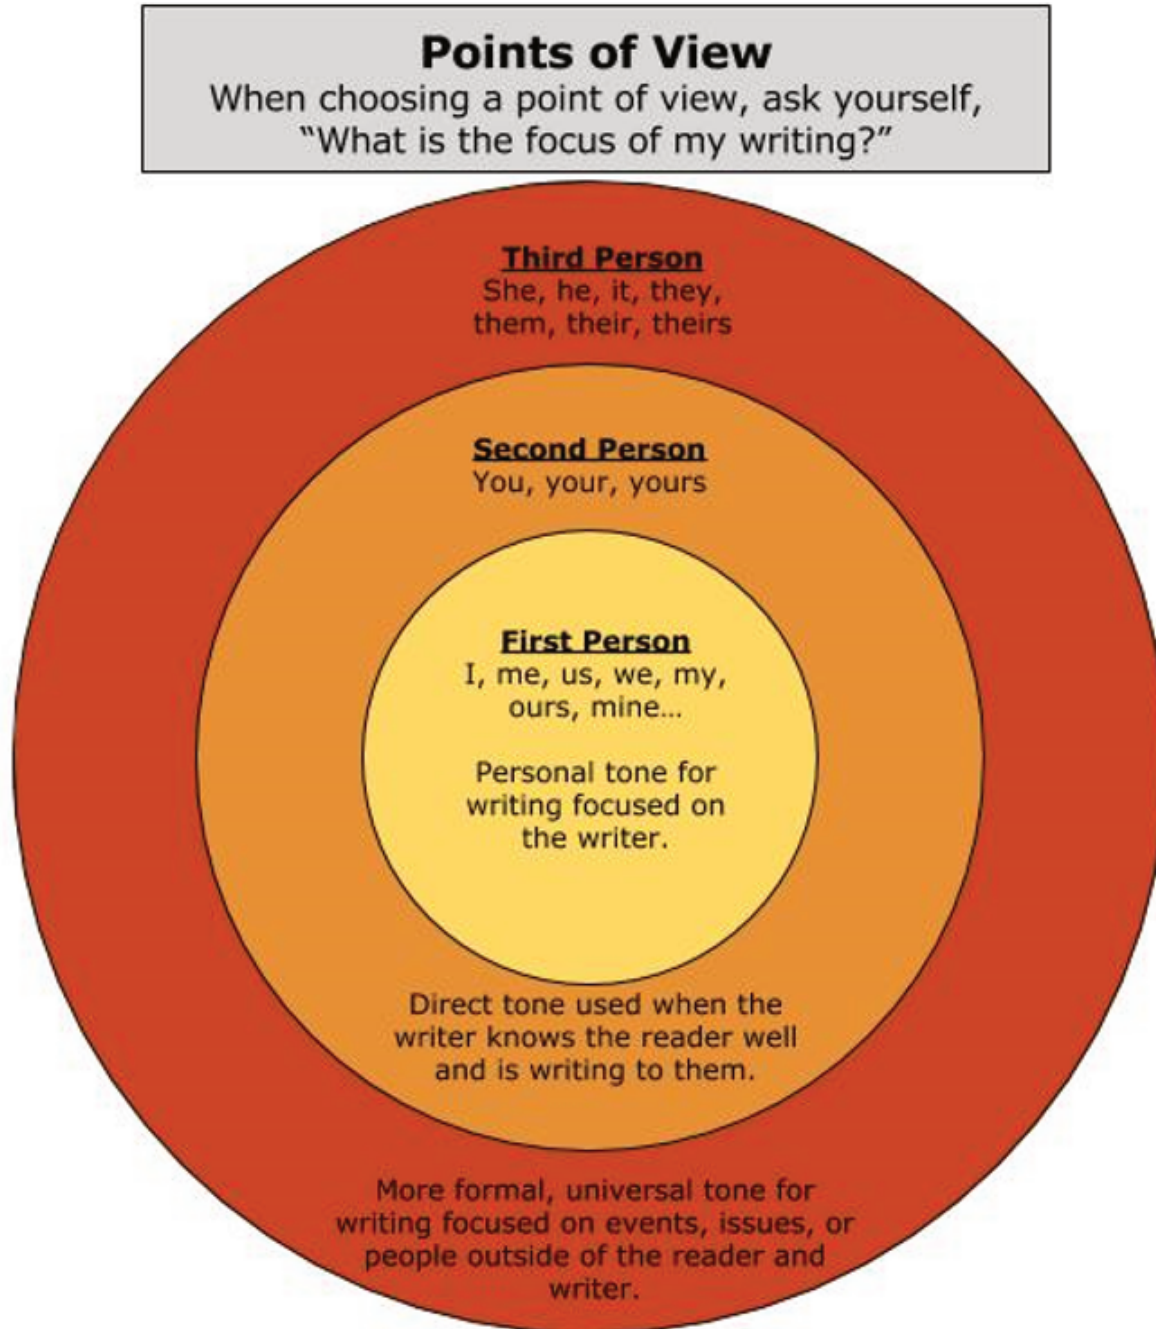 Points of View
When choosing a point of view, ask yourself,
“What is the focus of my writing?”
Third Person
She, he, it, they,
them, their, theirs
Second Person
You, your, yours
First Person
I, me, us, we, my,
ours, mine...
Personal tone for
writing focused on
the writer.
Direct tone used when the
writer knows the reader well
and is writing to them.
More formal, universal tone for
writing focused on events, issues, or
people outside of the reader and
writer.